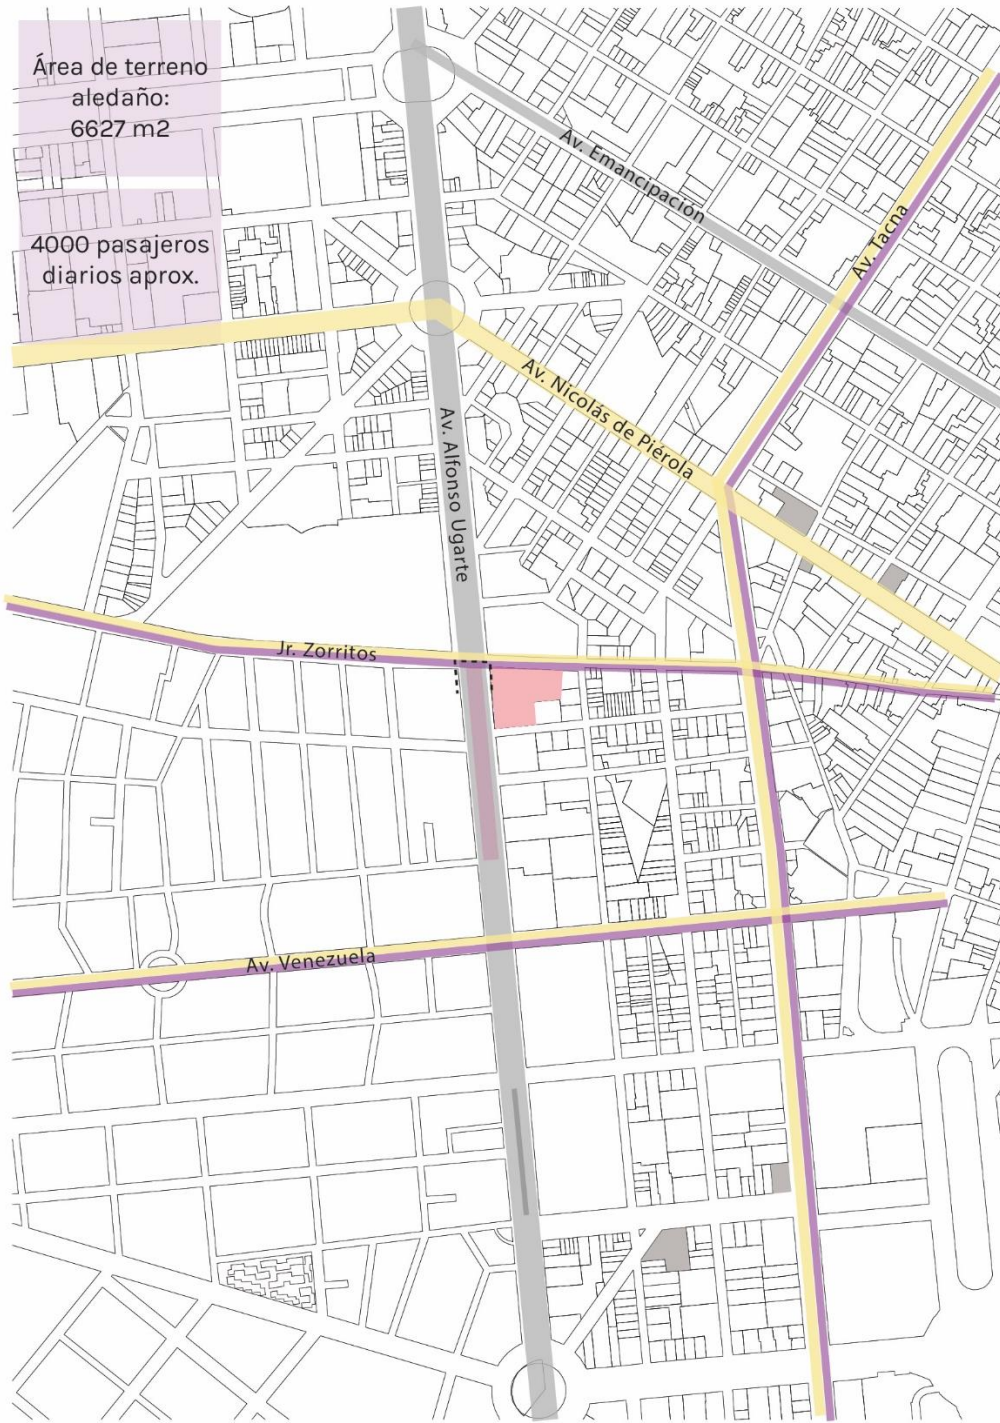 Área de terreno
aledaño:
6627 m2
4000 pasajeros
diarios aprox.
Av. Emancipación
Av. Tacna
Av. Nicolás de Piérola
Av. Alfonso Ugarte
Jr. Zorritos
Av. Venezuela